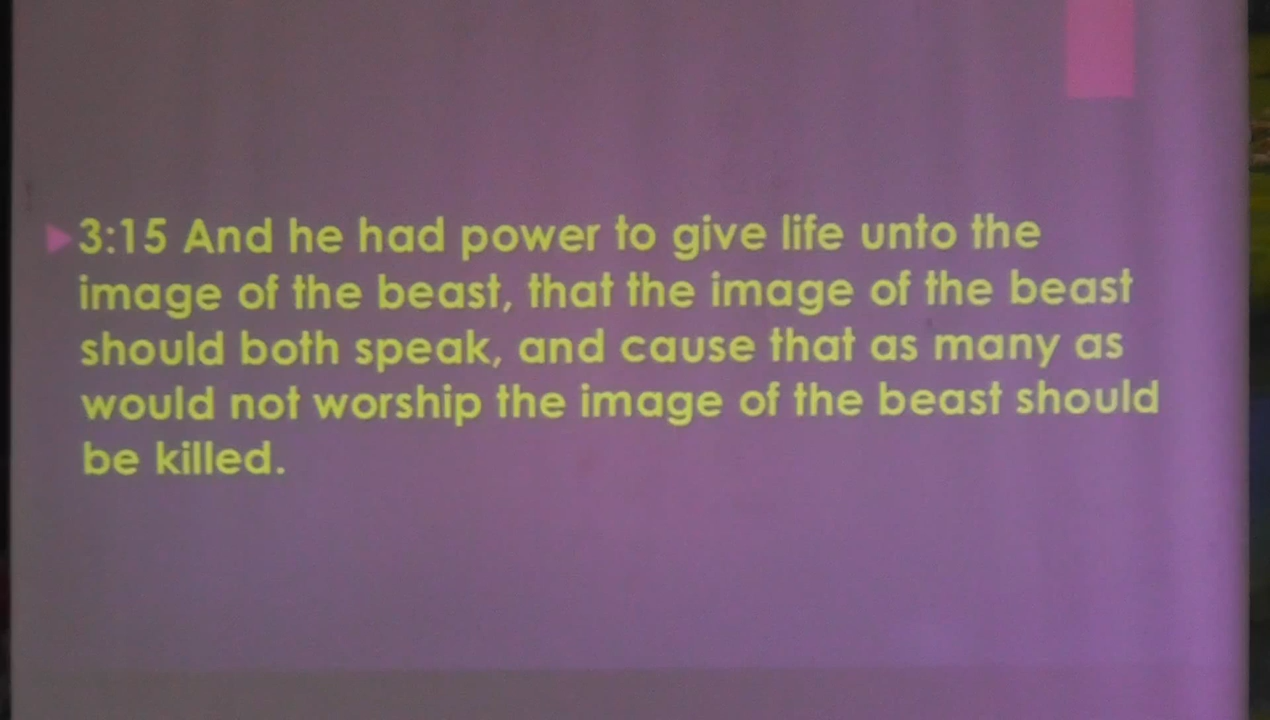 3:15 And he had power to give life unto the
image of the beast, that the image of the beast
should both speak, and cause that as many as
would not worship the image of the beast should
be killed.